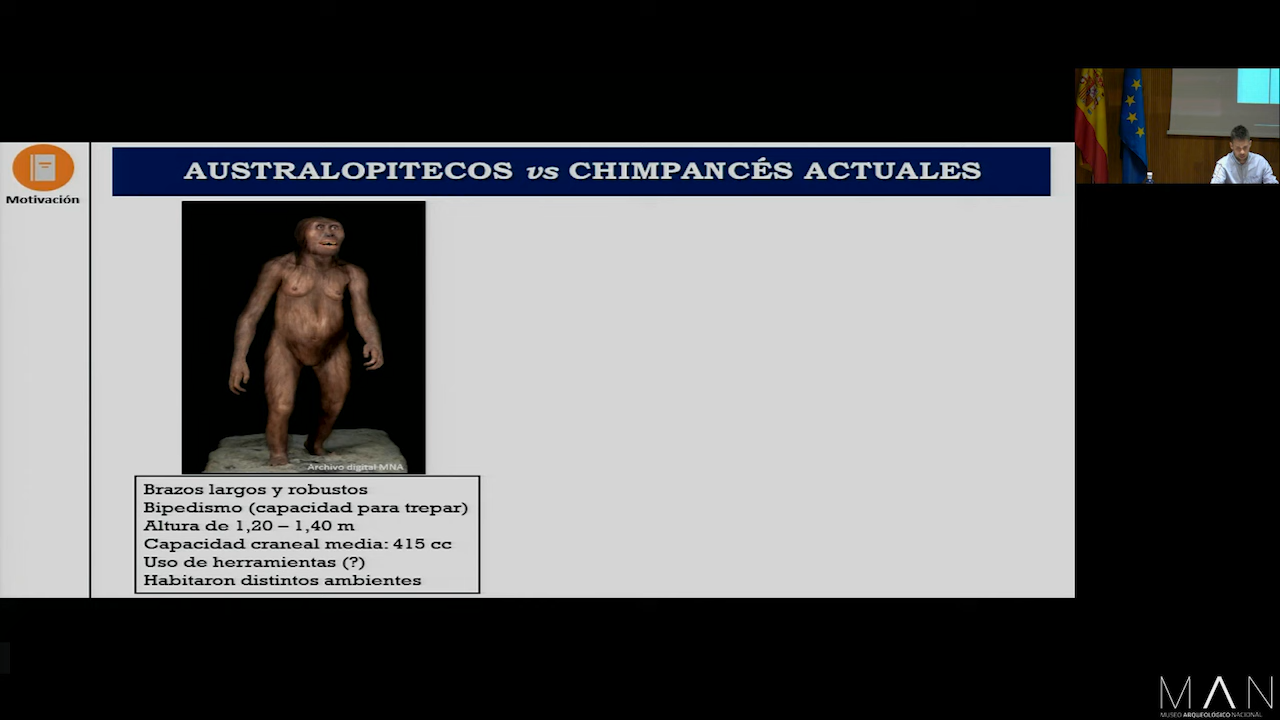 Motivación
AUSTRALOPITECOS vs CHIMPANCÉS ACTUALES
Archivo digital MNA
Brazos largos y robustos
Bipedismo (capacidad para trepar)
Altura de 1,20 – 1,40 m
Capacidad craneal media: 415 cc
Uso de herramientas (?)
Habitaron distintos ambientes
MAN
MUSEO ARQUEOLÓGICO NACIONAL